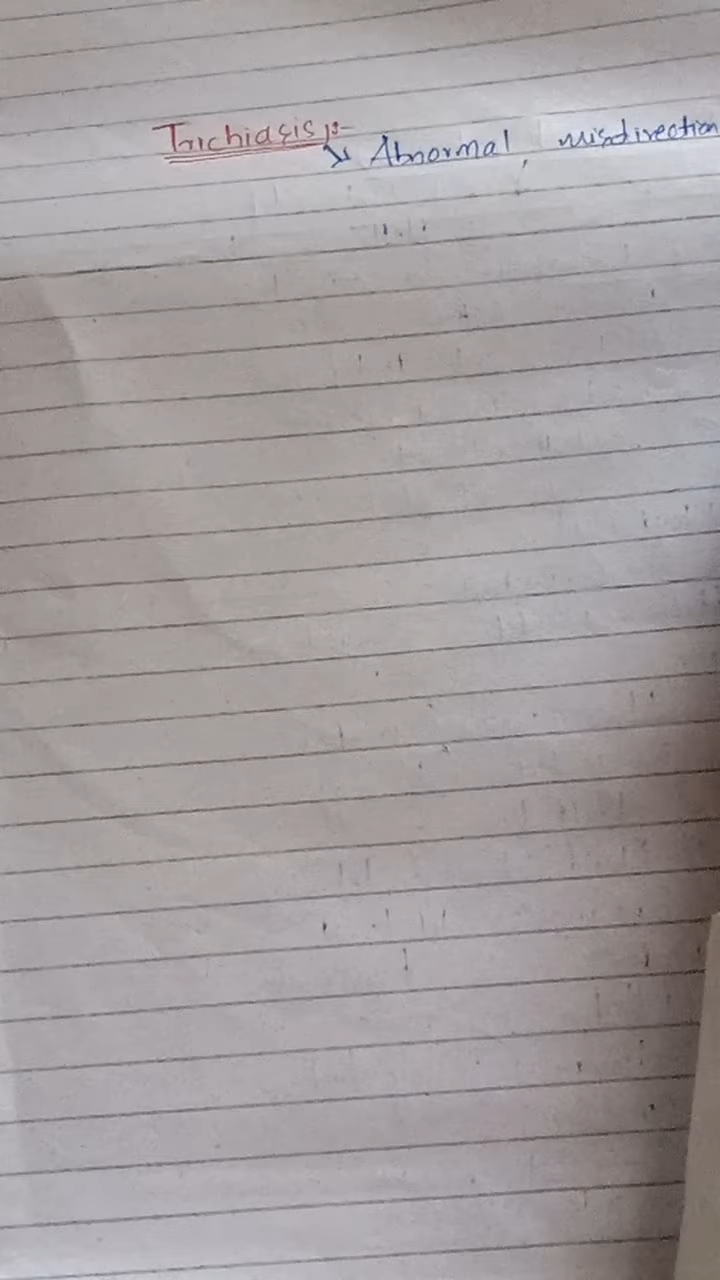 Trichiasis :-
↘ Abnormal, misdirection